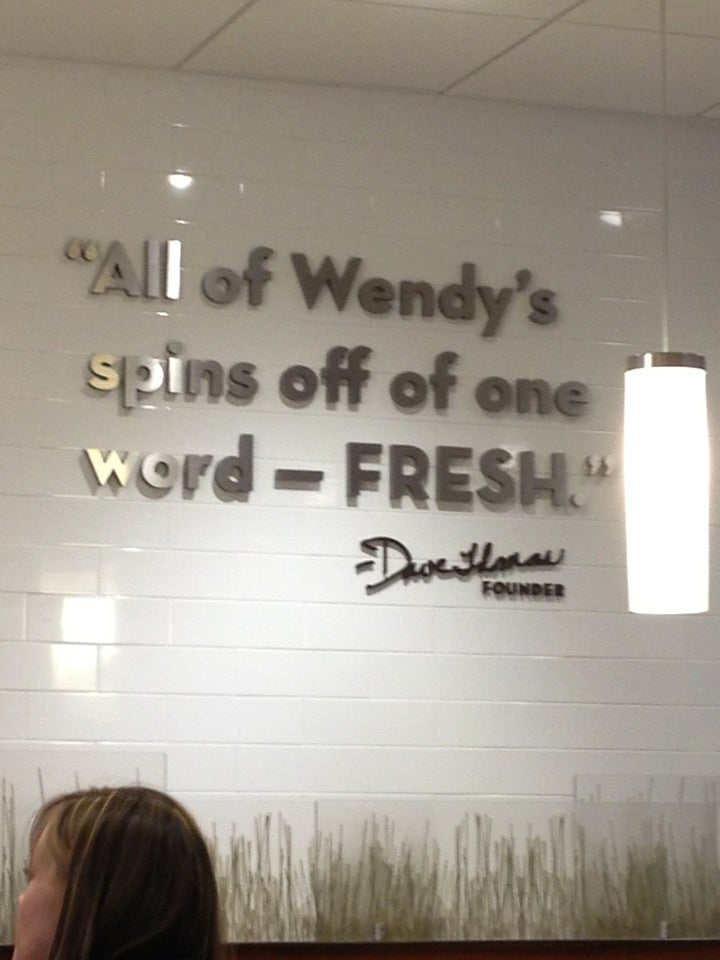 “All of Wendy’s
spins off of one
word – FRESH.”
-Dave Thomas
FOUNDER